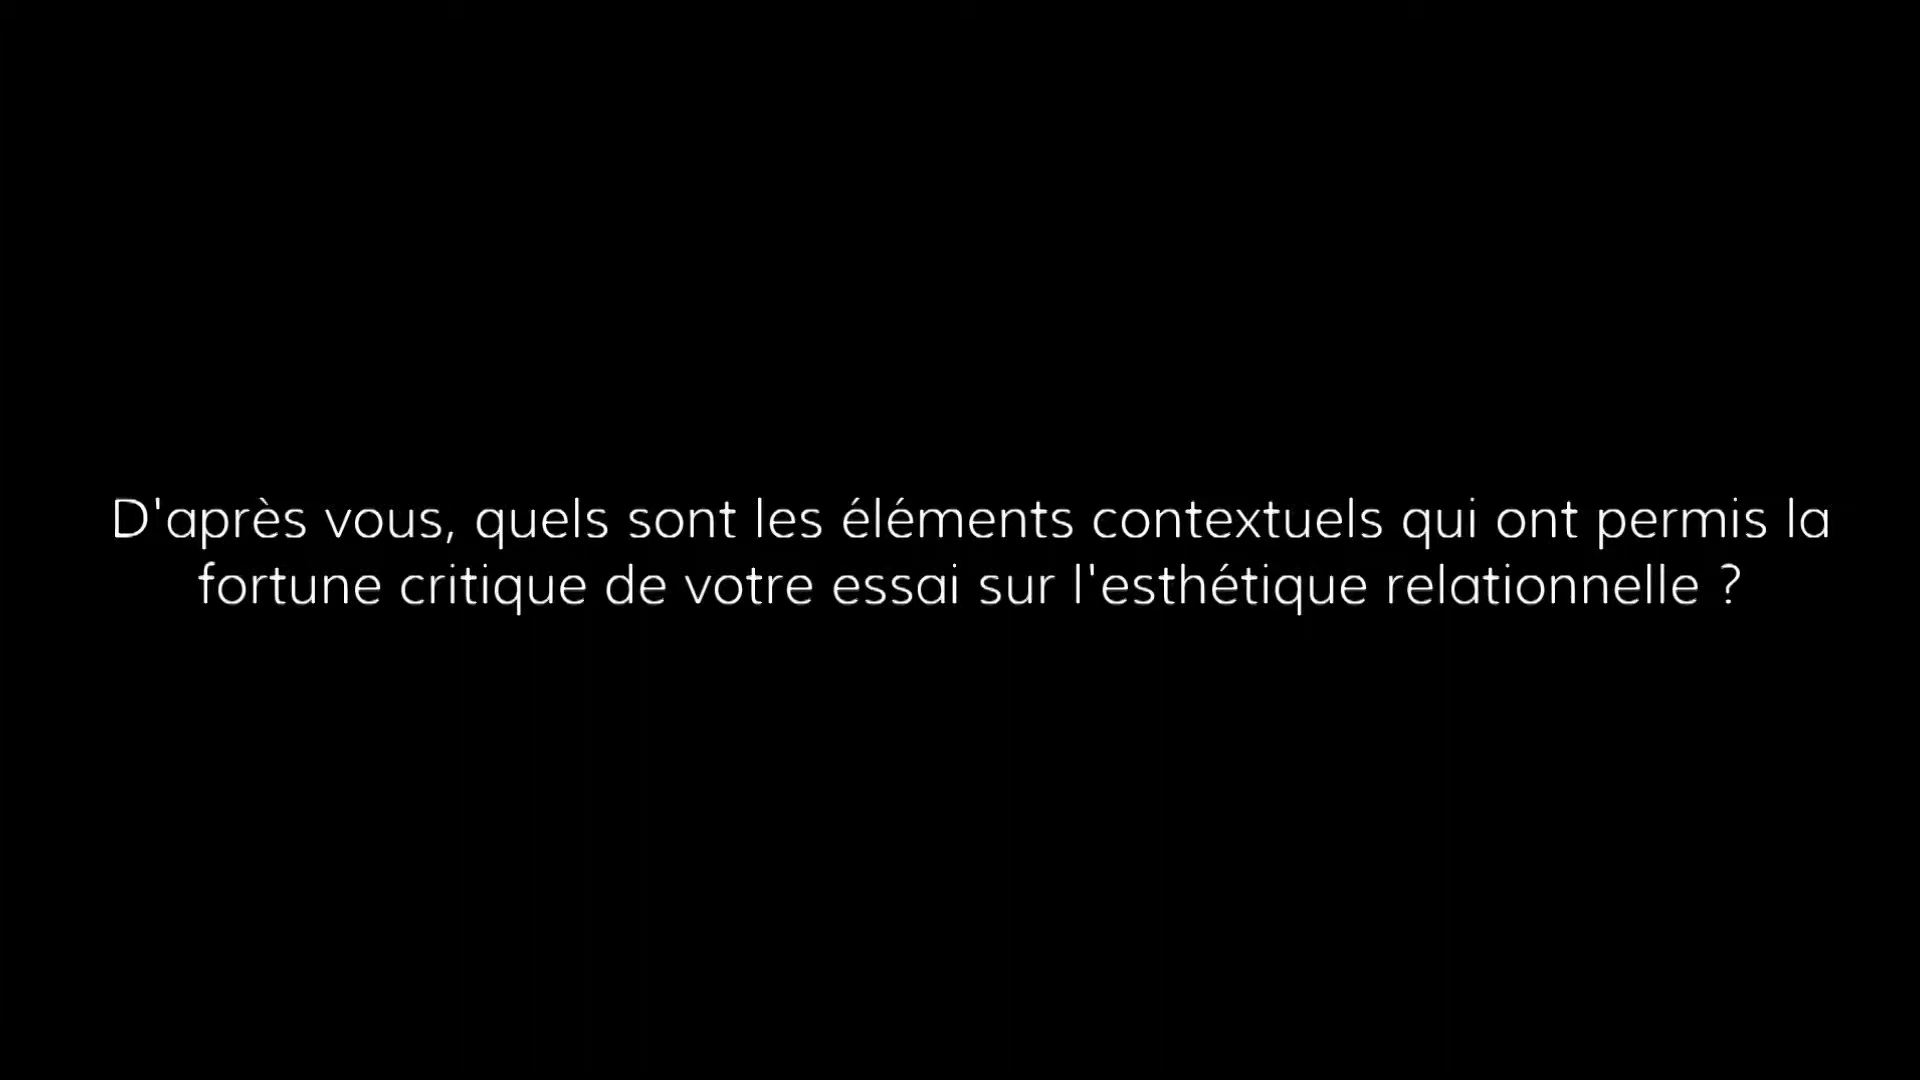 D'après vous, quels sont les éléments contextuels qui ont permis la
fortune critique de votre essai sur l'esthétique relationnelle ?